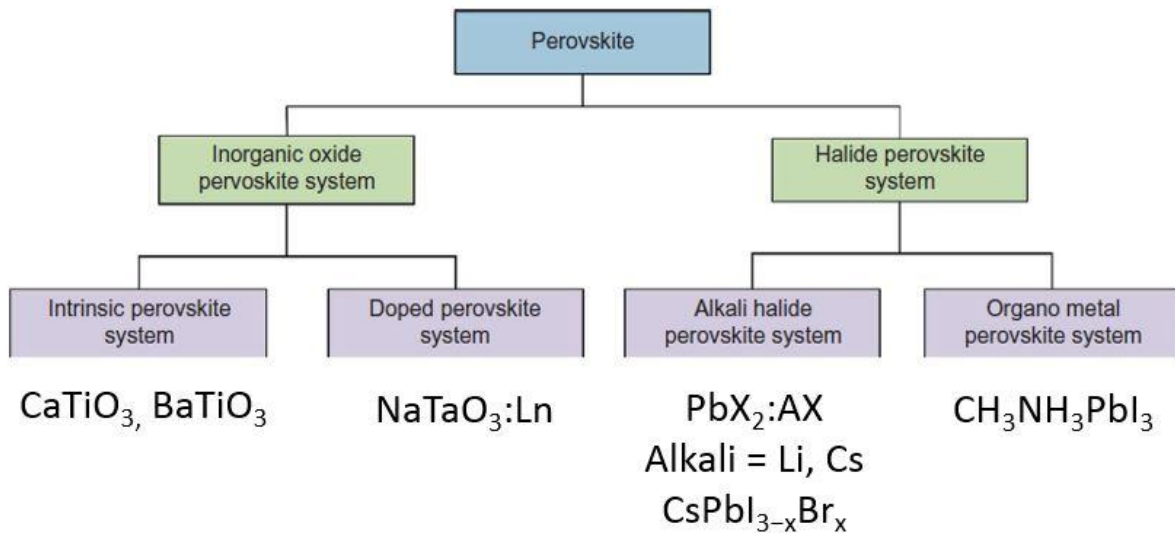 Perovskite
Inorganic oxide
pervoskite system
Halide perovskite
system
Intrinsic perovskite
system
Doped perovskite
system
Alkali halide
perovskite system
Organo metal
perovskite system
CaTiO₃, BaTiO₃
NaTaO₃:Ln
PbX₂:AX
Alkali = Li, Cs
CsPbI₃₋ₓBrₓ
CH₃NH₃PbI₃